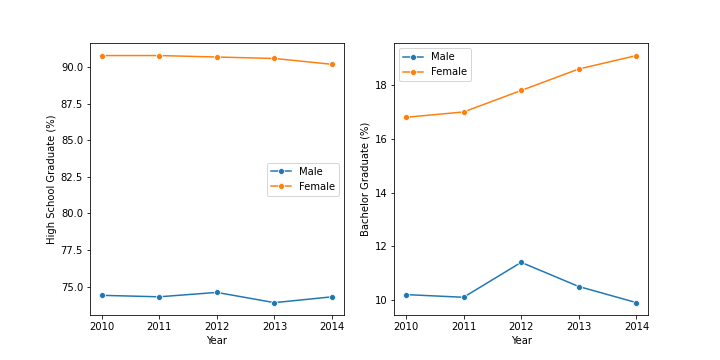 High School Graduate (%)
90.0
87.5
85.0
82.5
80.0
77.5
75.0
Male
Female
2010 2011 2012 2013 2014
Year
Bachelor Graduate (%)
18
16
14
12
10
Male
Female
2010 2011 2012 2013 2014
Year